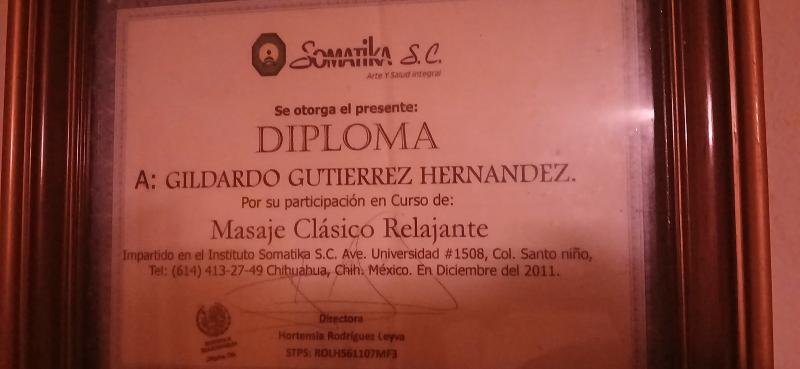 SOMATIKA S.C.
Arte Y Salud Integral
Se otorga el presente:
DIPLOMA
A: GILDARDO GUTIERREZ HERNANDEZ.
Por su participación en Curso de:
Masaje Clásico Relajante
Impartido en el Instituto Somatika S.C. Ave. Universidad #1508, Col. Santo niño,
Tel: (614) 413-27-49 Chihuahua, Chih. México. En Diciembre del 2011.
Directora
Hortensia Rodríguez Leyva
STPS: ROLH561107MF3